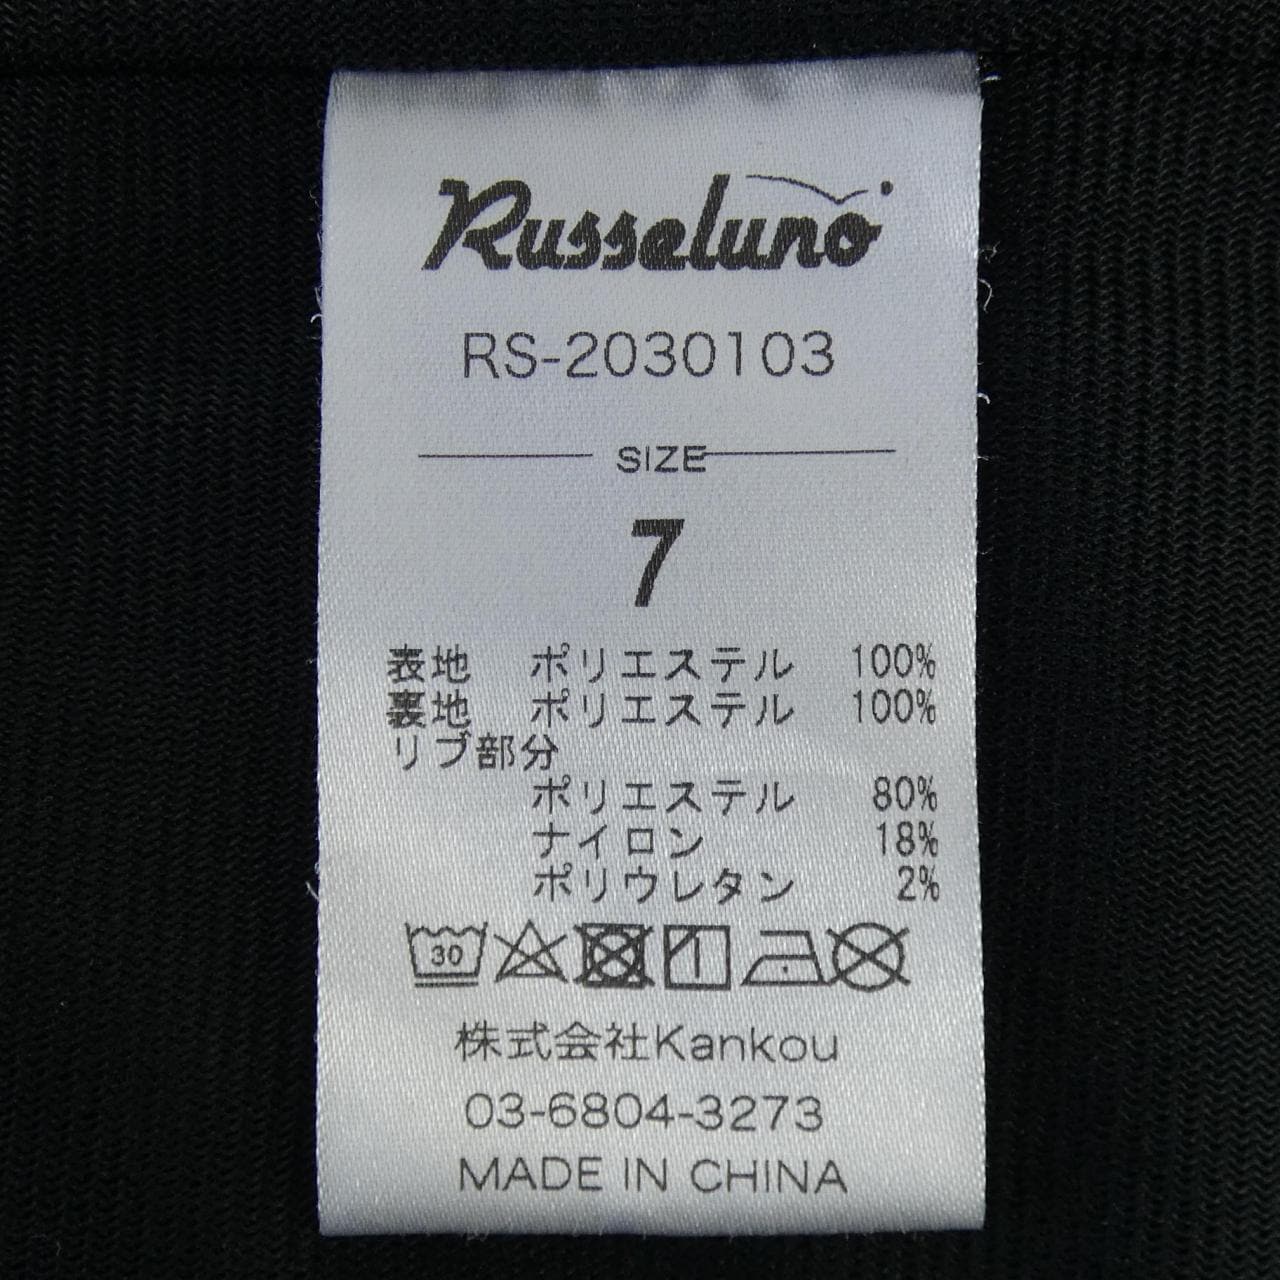 Russeluno
RS-2030103
SIZE
7
表地 ポリエステル 100%
裏地 ポリエステル 100%
リブ部分
ポリエステル 80%
ナイロン 18%
ポリウレタン 2%
30
株式会社Kankou
03-6804-3273
MADE IN CHINA